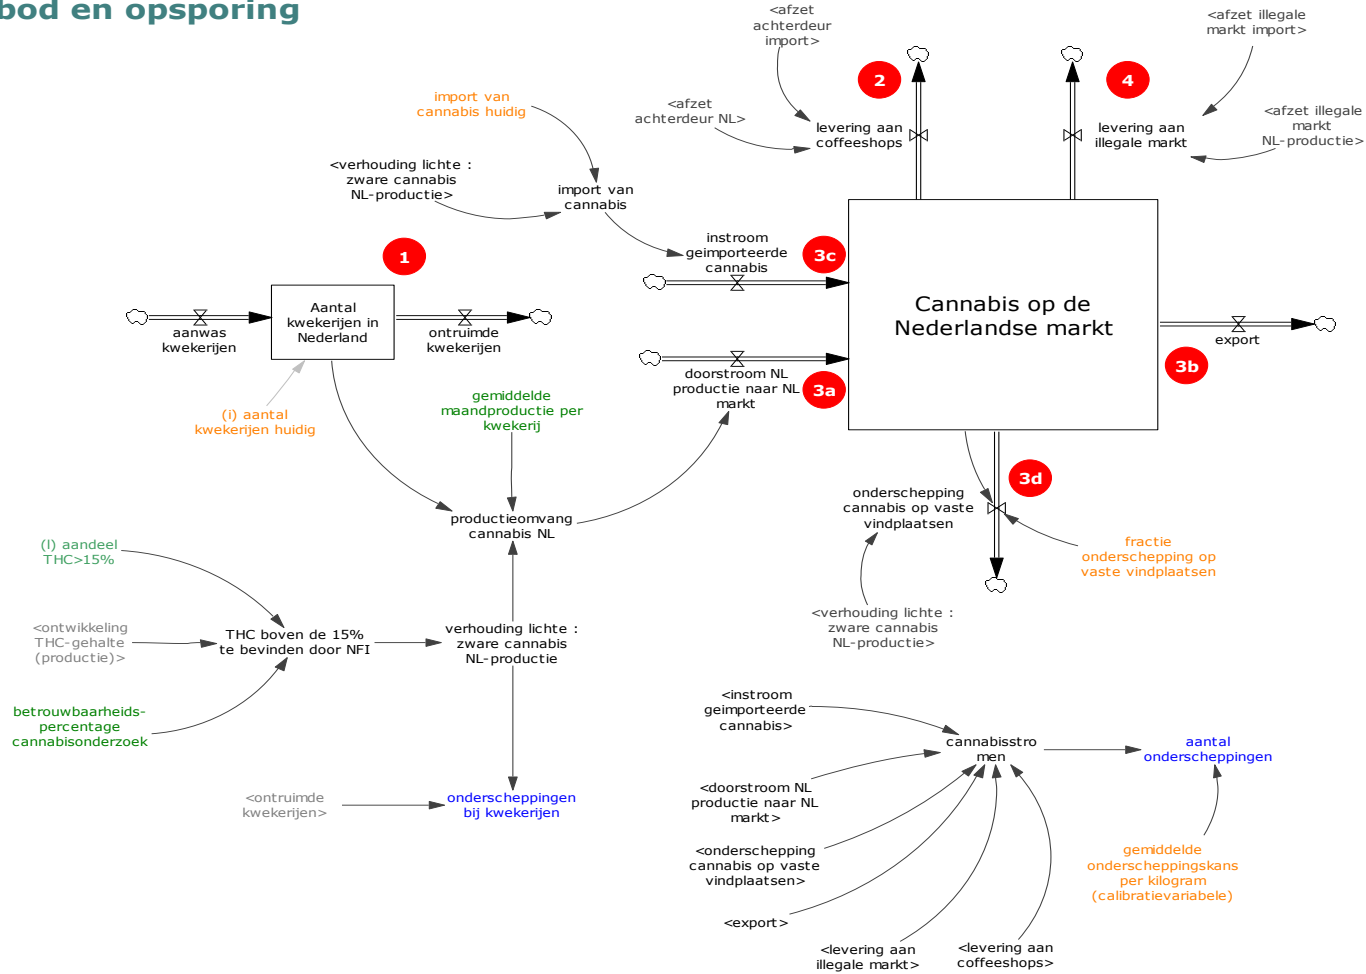 bod en opsporing
<afzet
achterdeur
import>
<afzet illegale
markt import>
2
4
import van
cannabis huidig
<afzet
achterdeur NL>
levering aan
coffeeshops
levering aan
illegale markt
<afzet illegale
markt
NL-productie>
<verhouding lichte :
zware cannabis
NL-productie>
import van
cannabis
1
instroom
geimporteerde
cannabis
3c
Aantal
kwekerijen in
Nederland
aanwas
kwekerijen
ontruimde
kwekerijen
Cannabis op de
Nederlandse markt
export
3b
doorstroom NL
productie naar NL
markt
3a
(i) aantal
kwekerijen huidig
gemiddelde
maandproductie per
kwekerij
3d
onderschepping
cannabis op vaste
vindplaatsen
productieomvang
cannabis NL
fractie
onderschepping op
vaste vindplaatsen
(l) aandeel
THC>15%
<ontwikkeling
THC-gehalte
(productie)>
THC boven de 15%
te bevinden door NFI
verhouding lichte :
zware cannabis
NL-productie
<verhouding lichte :
zware cannabis
NL-productie>
betrouwbaarheids-
percentage
cannabisonderzoek
<instroom
geimporteerde
cannabis>
cannabisstro
men
aantal
onderscheppingen
<ontruimde
kwekerijen>
onderscheppingen
bij kwekerijen
<doorstroom NL
productie naar NL
markt>
<onderschepping
cannabis op vaste
vindplaatsen>
gemiddelde
onderscheppingskans
per kilogram
(calibratievariabele)
<export>
<levering aan
illegale markt>
<levering aan
coffeeshops>